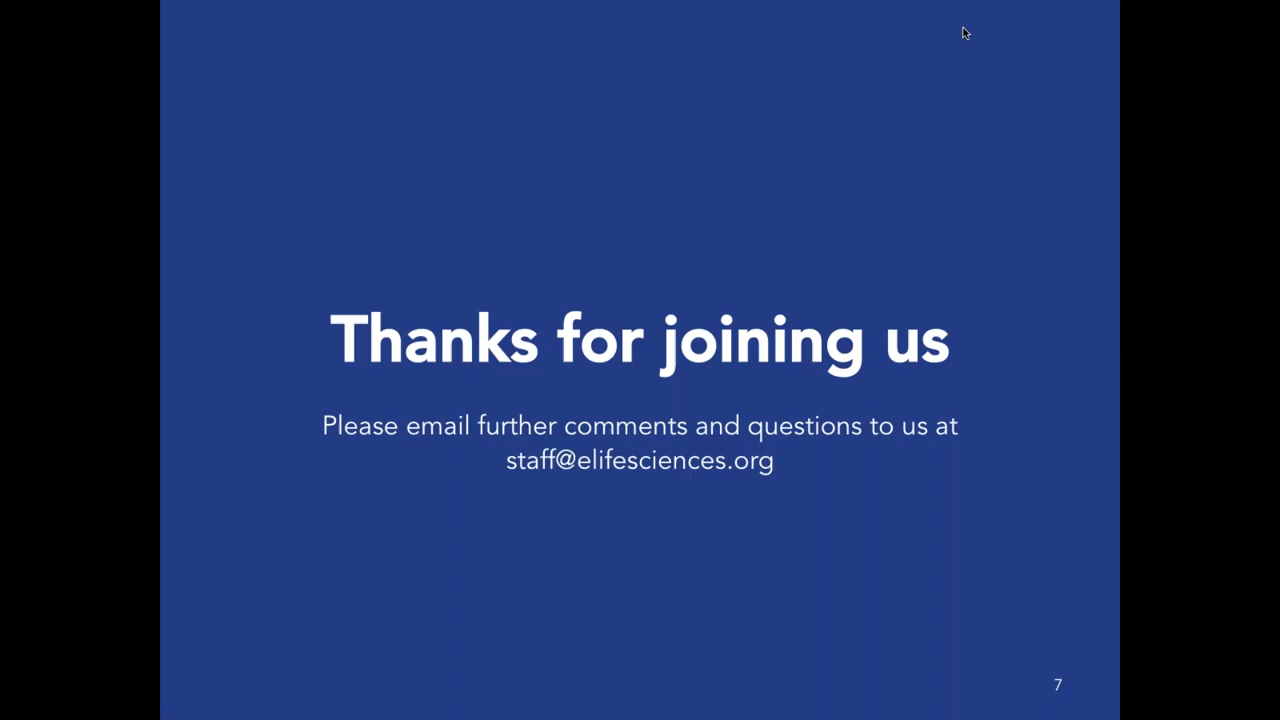 Thanks for joining us
Please email further comments and questions to us at
staff@elifesciences.org
7